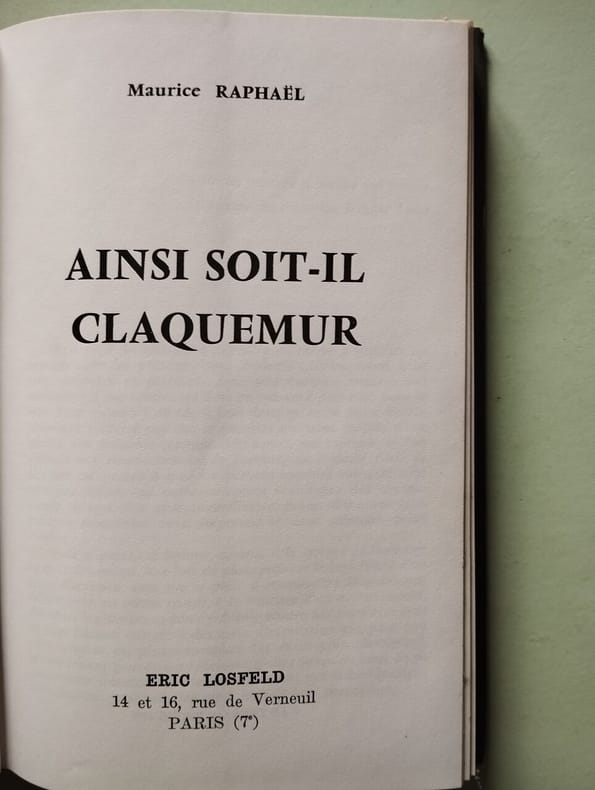 Maurice RAPHAËL
AINSI SOIT-IL
CLAQUEMUR
ERIC LOSFELD
14 et 16, rue de Verneuil
PARIS (7e)